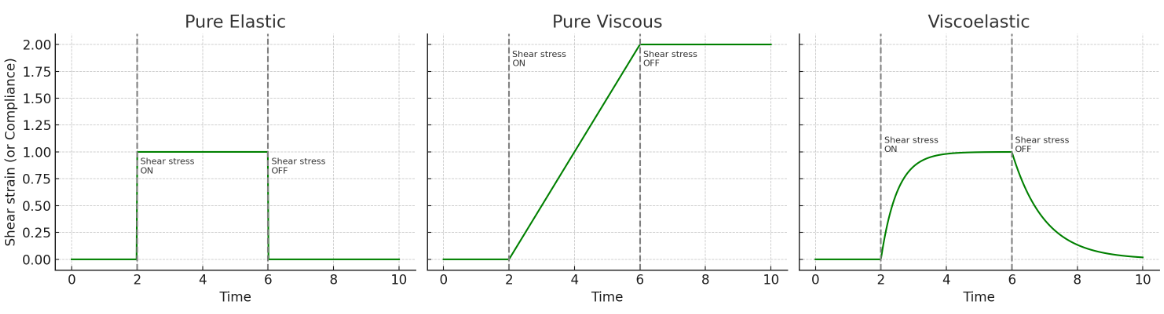 Pure Elastic
Pure Viscous
Viscoelastic
Shear strain (or Compliance)
2.00
1.75
1.50
1.25
1.00
0.75
0.50
0.25
0.00
Shear stress
ON
Shear stress
OFF
Shear stress
ON
Shear stress
OFF
Shear stress
ON
Shear stress
OFF
0 2 4 6 8 10
0 2 4 6 8 10
0 2 4 6 8 10
Time
Time
Time